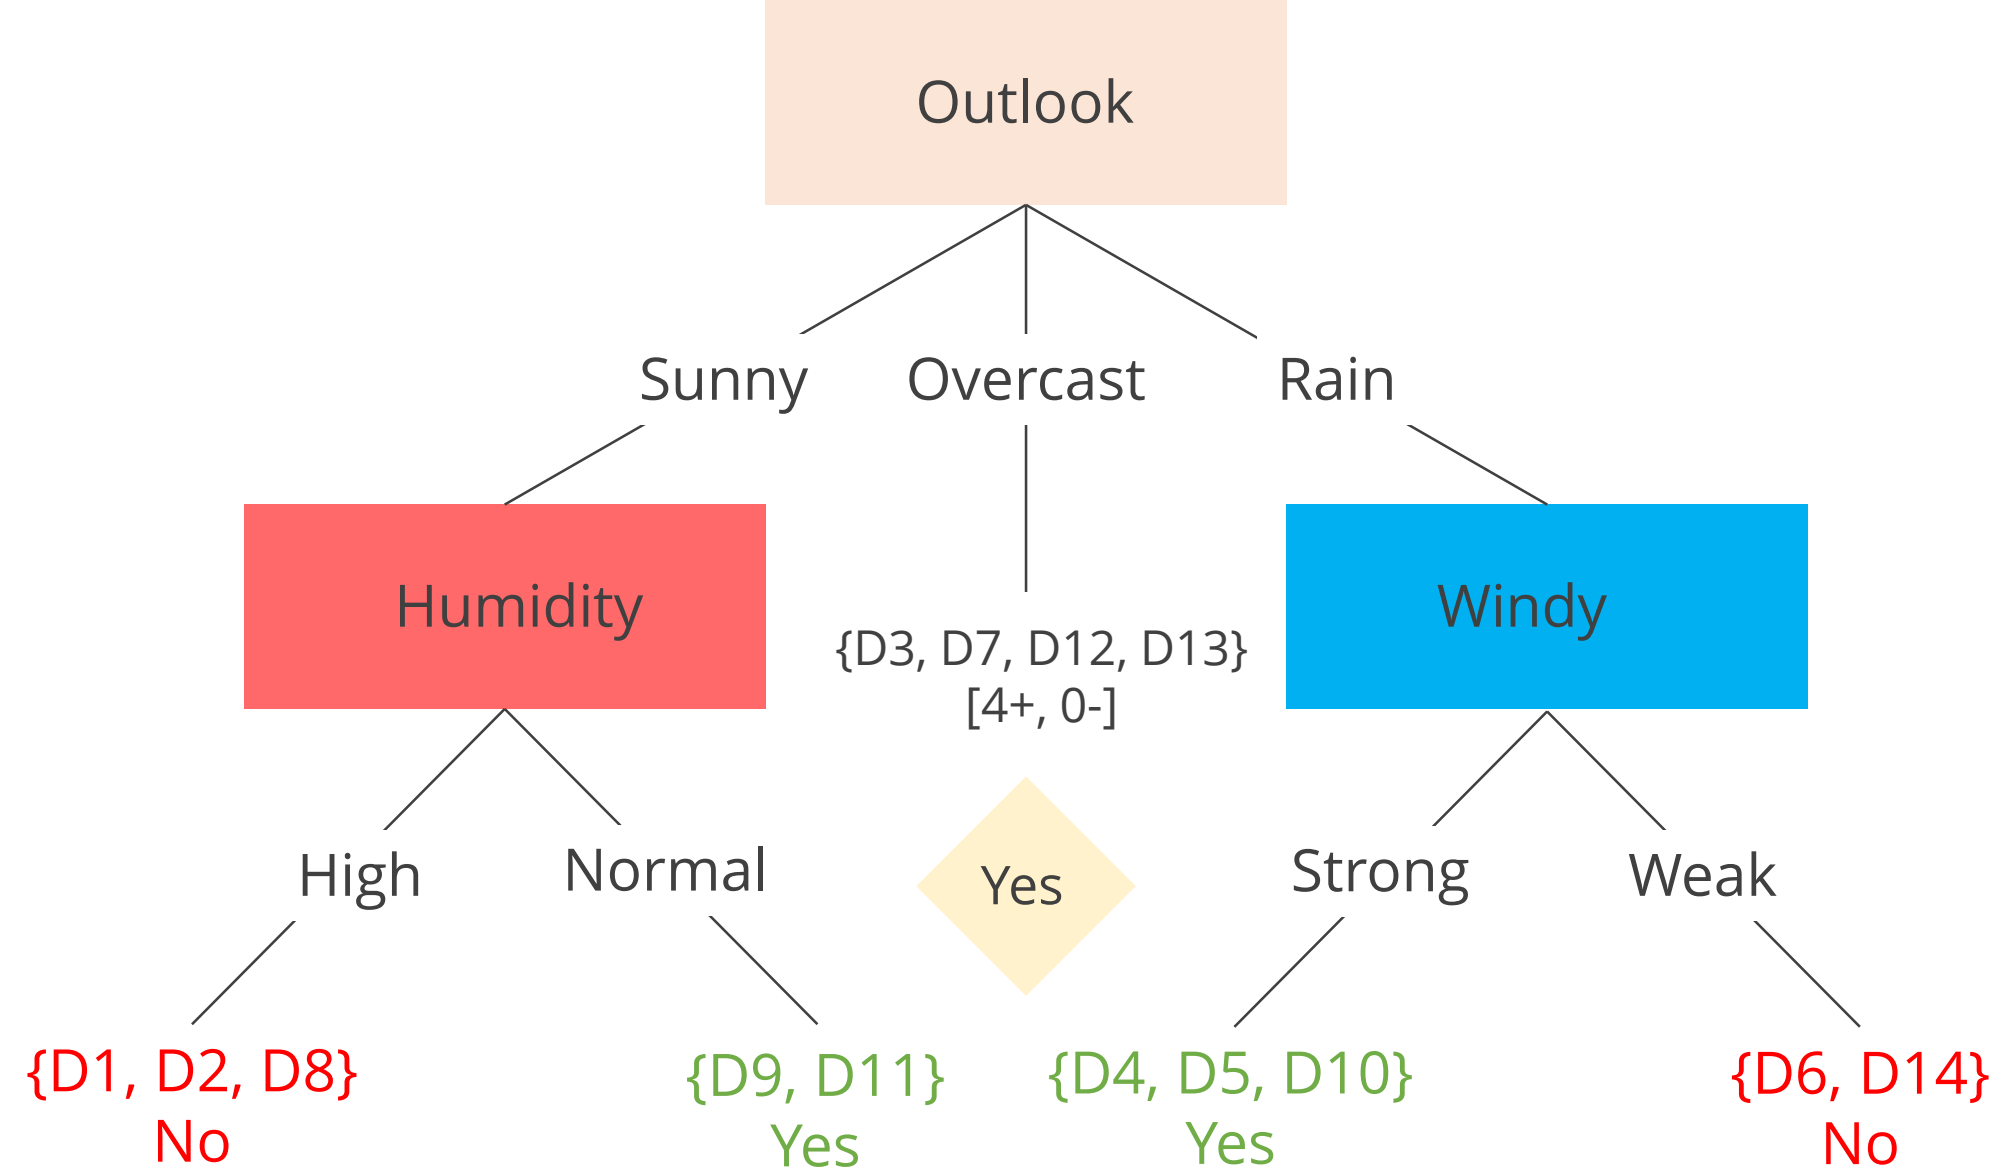 Outlook
Sunny
Overcast
Rain
Humidity
{D3, D7, D12, D13}
[4+, 0-]
Windy
High
Normal
Yes
Strong
Weak
{D1, D2, D8}
No
{D9, D11}
Yes
{D4, D5, D10}
Yes
{D6, D14}
No